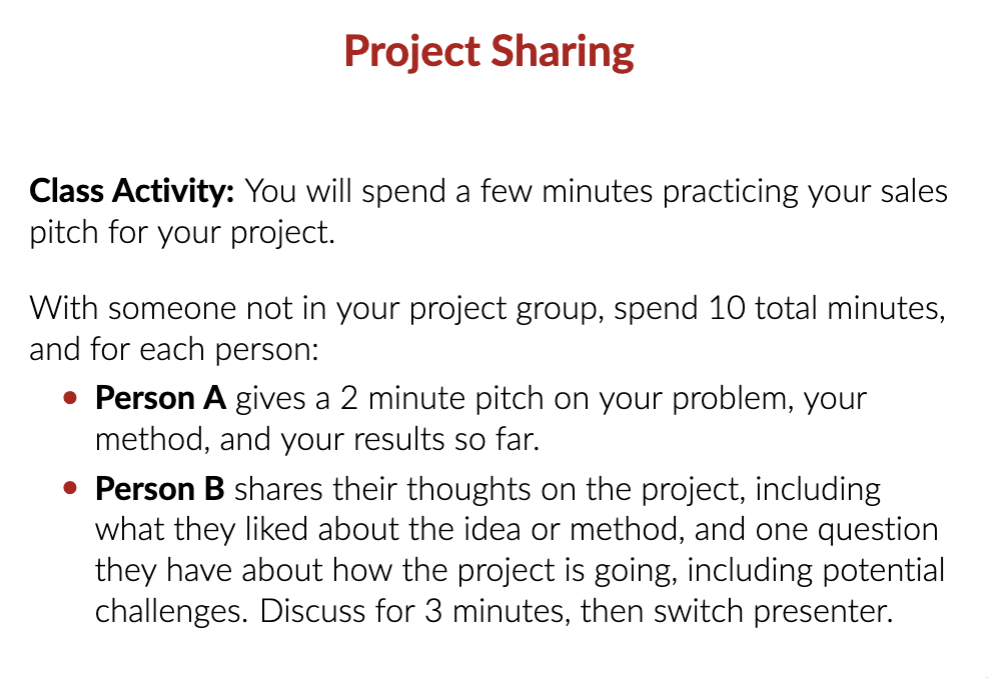 Project Sharing
Class Activity: You will spend a few minutes practicing your sales
pitch for your project.
With someone not in your project group, spend 10 total minutes,
and for each person:
• Person A gives a 2 minute pitch on your problem, your
method, and your results so far.
• Person B shares their thoughts on the project, including
what they liked about the idea or method, and one question
they have about how the project is going, including potential
challenges. Discuss for 3 minutes, then switch presenter.